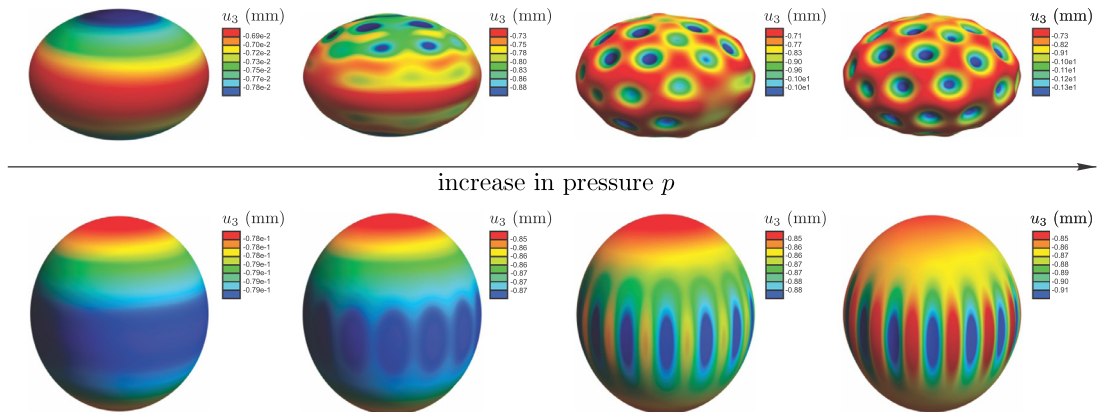 u₃ (mm)
-0.69e-2
-0.70e-2
-0.72e-2
-0.73e-2
-0.75e-2
-0.77e-2
-0.78e-2
u₃ (mm)
-0.73
-0.75
-0.78
-0.80
-0.83
-0.86
-0.88
u₃ (mm)
-0.71
-0.77
-0.83
-0.90
-0.96
-0.10e1
-0.10e1
u₃ (mm)
-0.73
-0.82
-0.91
-0.10e1
-0.11e1
-0.12e1
-0.13e1
increase in pressure p
u₃ (mm)
-0.78e-1
-0.78e-1
-0.78e-1
-0.79e-1
-0.79e-1
-0.79e-1
-0.79e-1
u₃ (mm)
-0.85
-0.86
-0.86
-0.86
-0.87
-0.87
-0.87
u₃ (mm)
-0.85
-0.86
-0.86
-0.87
-0.87
-0.88
-0.88
u₃ (mm)
-0.85
-0.86
-0.87
-0.88
-0.89
-0.90
-0.91